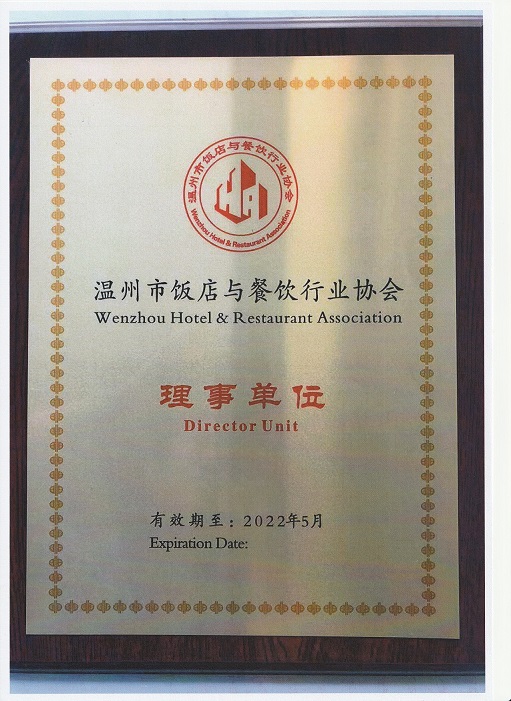 温州市饭店与餐饮行业协会
Wenzhou Hotel & Restaurant Association
温州市饭店与餐饮行业协会
Wenzhou Hotel & Restaurant Association
理事单位
Director Unit
有效期至：2022年5月
Expiration Date: